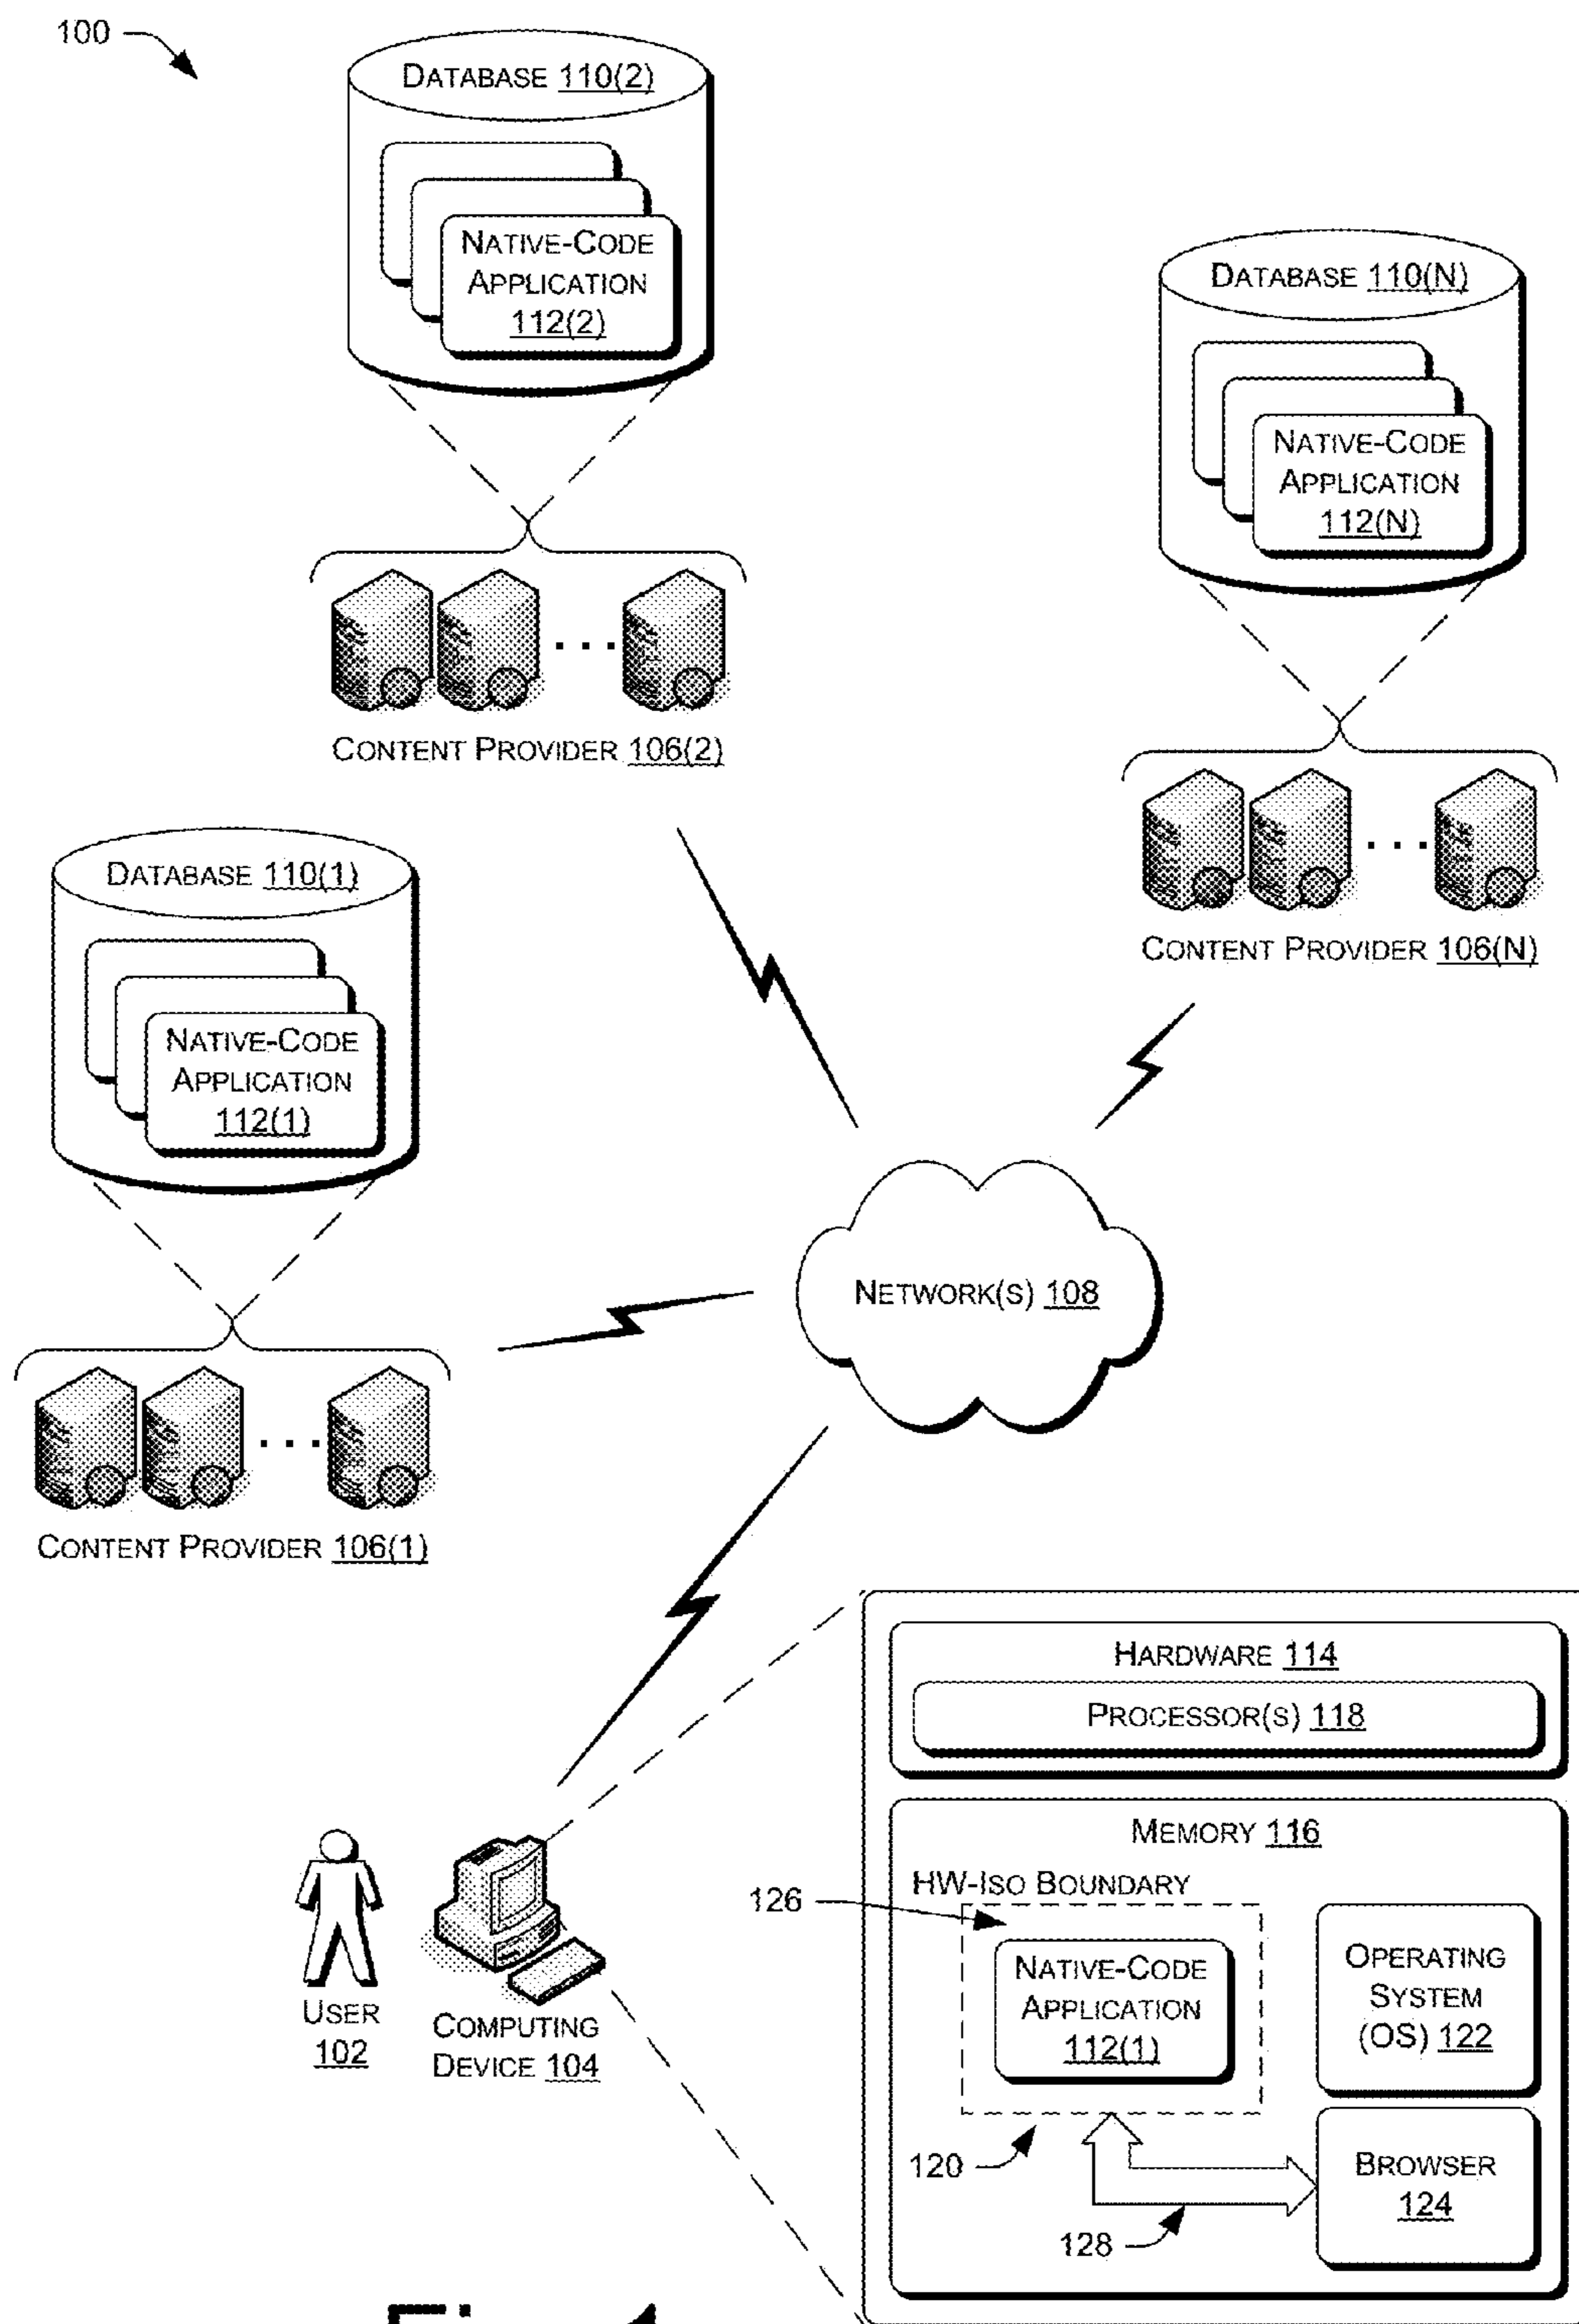 100
DATABASE 110(2)
NATIVE-CODE
APPLICATION
112(2)
CONTENT PROVIDER 106(2)
DATABASE 110(N)
NATIVE-CODE
APPLICATION
112(N)
CONTENT PROVIDER 106(N)
DATABASE 110(1)
NATIVE-CODE
APPLICATION
112(1)
CONTENT PROVIDER 106(1)
NETWORK(S) 108
USER
102
COMPUTING
DEVICE 104
HARDWARE 114
PROCESSOR(S) 118
MEMORY 116
HW-ISO BOUNDARY
126
NATIVE-CODE
APPLICATION
112(1)
120
OPERATING
SYSTEM
(OS) 122
BROWSER
124
128